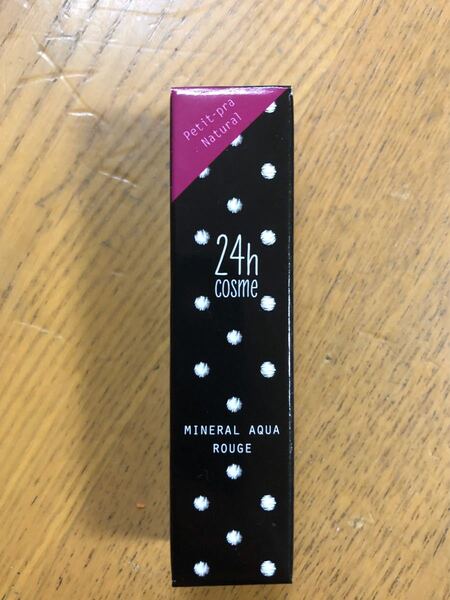 Petit-pra
Natural
24h
cosme
MINERAL AQUA
ROUGE